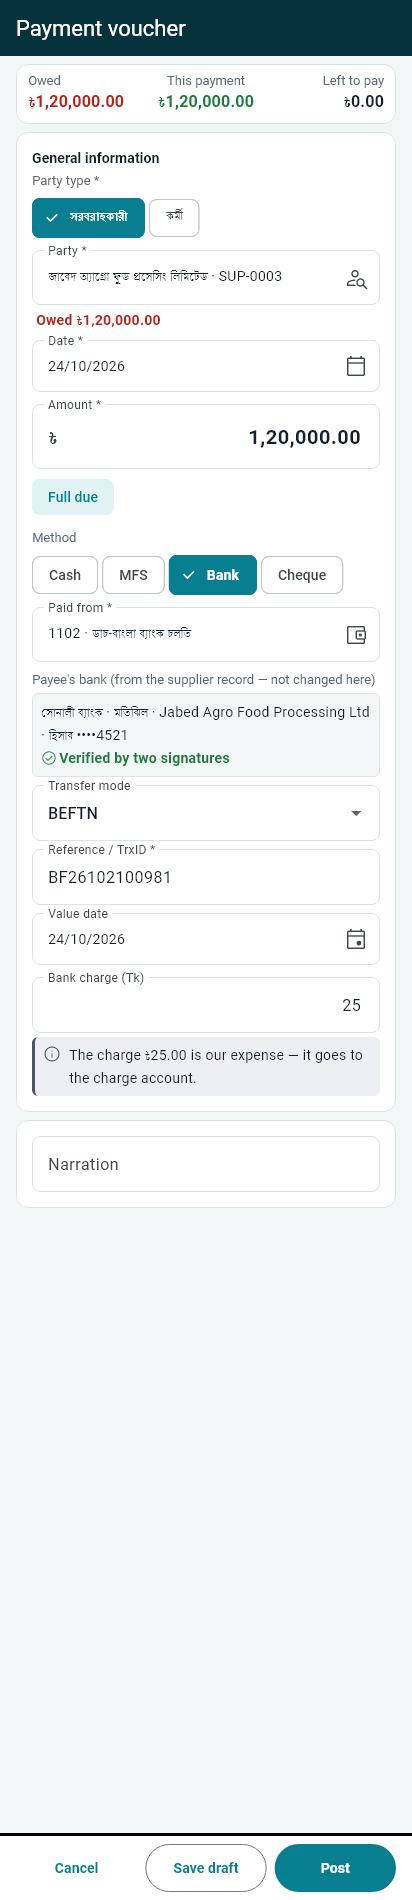 Payment voucher
Owed This payment Left to pay
৳1,20,000.00 ৳1,20,000.00 ৳0.00
General information
Party type *
সরবরাহকারী কর্মী
Party *
জাবেদ অ্যাগ্রো ফুড প্রসেসিং লিমিটেড · SUP-0003
Owed ৳1,20,000.00
Date *
24/10/2026
Amount *
৳ 1,20,000.00
Full due
Method
Cash MFS Bank Cheque
Paid from *
1102 · ডাচ-বাংলা ব্যাংক চলতি
Payee's bank (from the supplier record — not changed here)
সোনালী ব্যাংক · মতিঝিল · Jabed Agro Food Processing Ltd
· হিসাব ••••4521
Verified by two signatures
Transfer mode
BEFTN
Reference / TrxID *
BF26102100981
Value date
24/10/2026
Bank charge (Tk)
25
The charge ৳25.00 is our expense — it goes to
the charge account.
Narration
Cancel Save draft Post